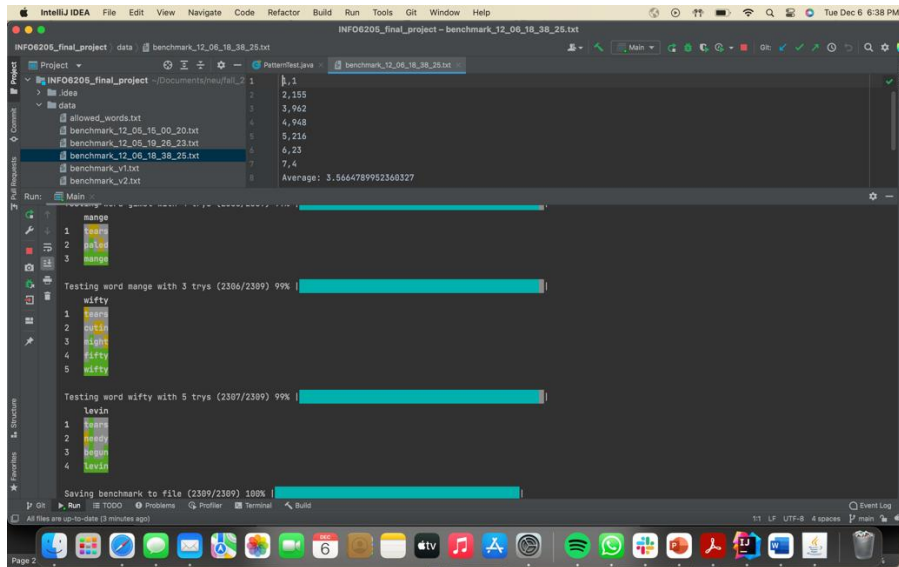 IntelliJ IDEA File Edit View Navigate Code Refactor Build Run Tools Git Window Help Tue Dec 6 6:38 PM
INFO6205_final_project – benchmark_12_06_18_38_25.txt
INFO6205_final_project data benchmark_12_06_18_38_25.txt Main Git:
Project PatternTest.java benchmark_12_06_18_38_25.txt
INFO6205_final_project ~/Documents/neu/fall_2 1 1,1
.idea 2 2,155
data 3 3,962
allowed_words.txt 4 4,948
benchmark_12_05_15_00_20.txt 5 5,216
benchmark_12_05_19_26_23.txt 6 6,23
benchmark_12_06_18_38_25.txt 7 7,4
benchmark_v1.txt 8 Average: 3.5664789952360327
benchmark_v2.txt
Project
Commit
Pull Requests
Run: Main
mange
1 tears
2 paled
3 mange
Testing word mange with 3 trys (2306/2309) 99% |
wifty
1 tears
2 cutin
3 might
4 fifty
5 wifty
Testing word wifty with 5 trys (2307/2309) 99% |
levin
1 tears
2 needy
3 begun
4 levin
Saving benchmark to file (2309/2309) 100% |
Structure
Favorites
Git Run TODO Problems Profiler Terminal Build Event Log
All files are up-to-date (3 minutes ago) 1:1 LF UTF-8 4 spaces main
DEC
6
tv
Page 2